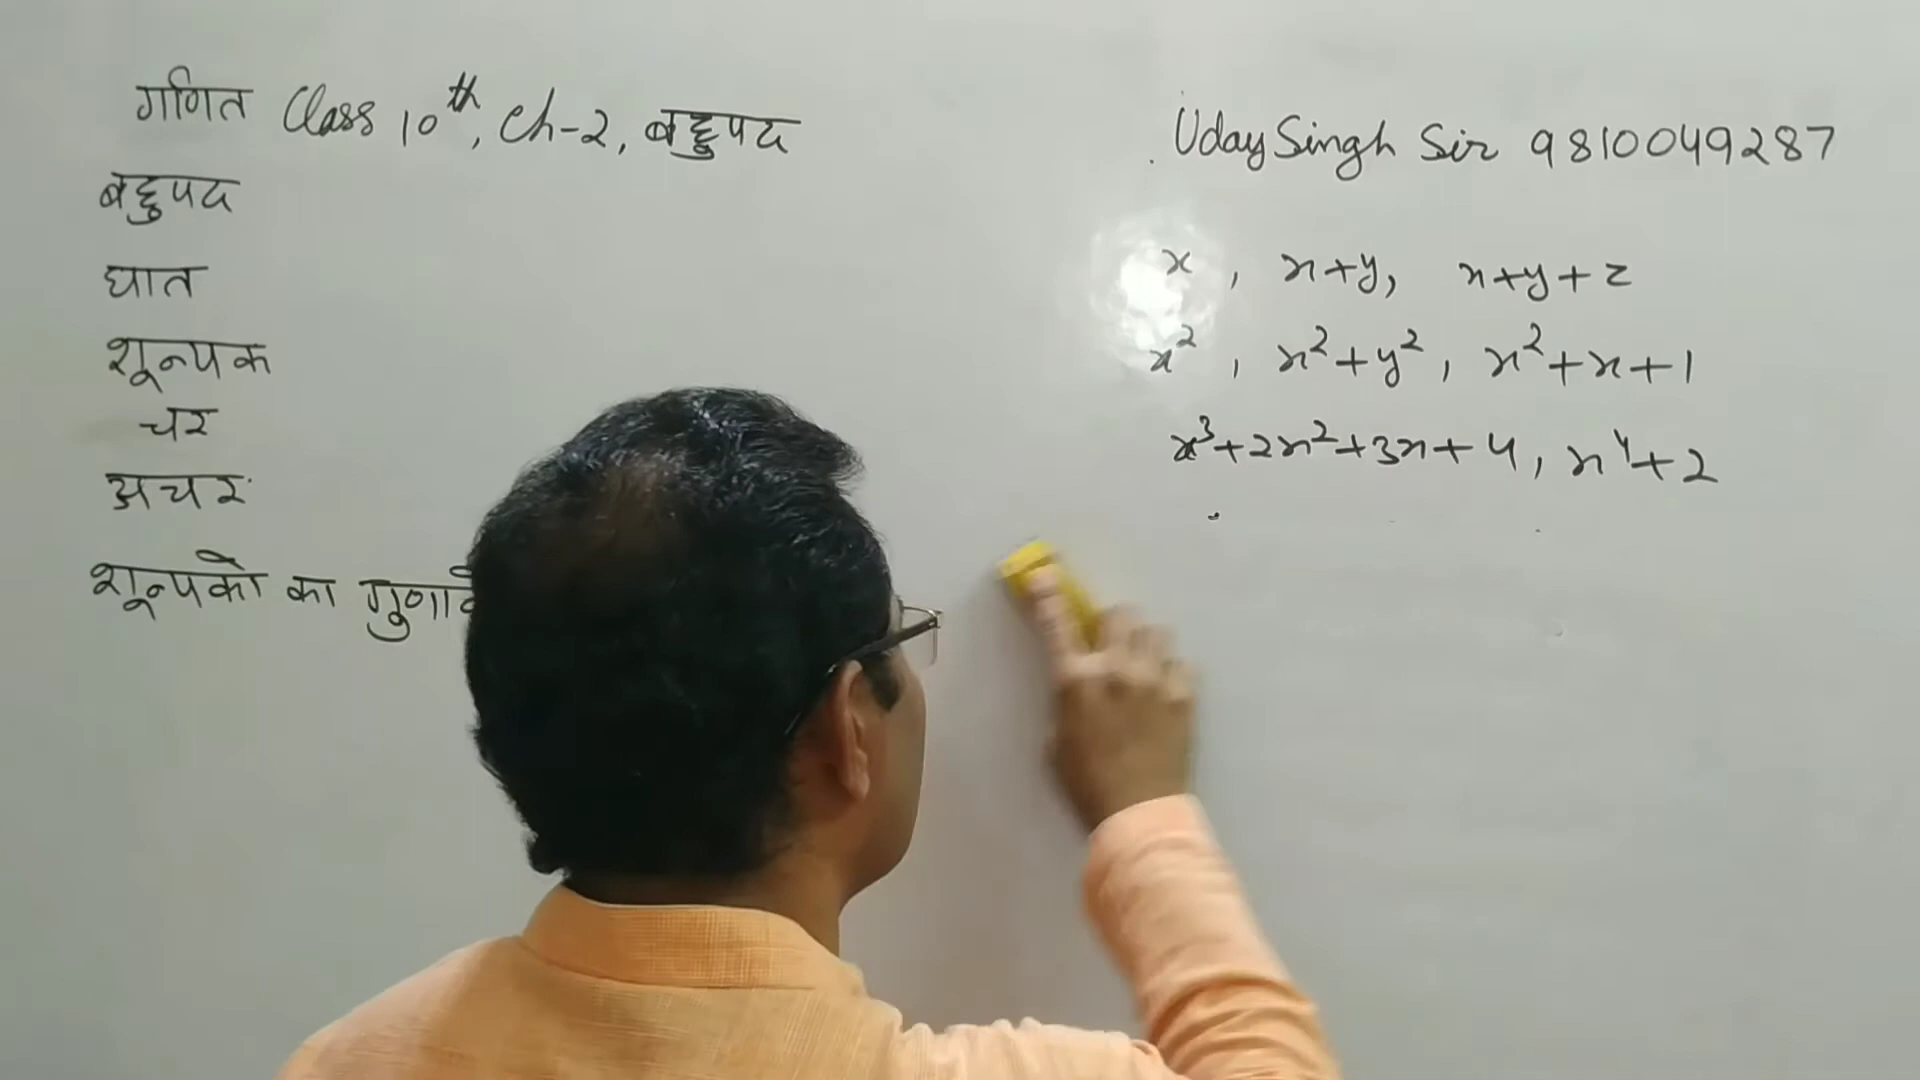 गणित Class 10th, Ch-2, बहुपद
Uday Singh Sir 9810049287
बहुपद
घात
शून्यक
चर
अचर
शून्यको का
x, x+y, x+y+z
x², x²+y², x²+x+1
x³+2x²+3x+4, x⁴+2